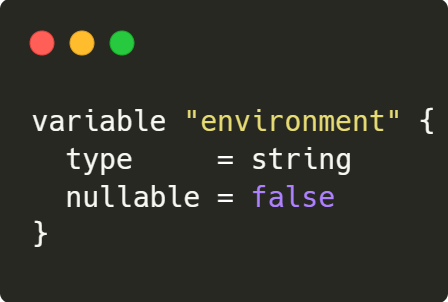 variable "environment" {
  type     = string
  nullable = false
}